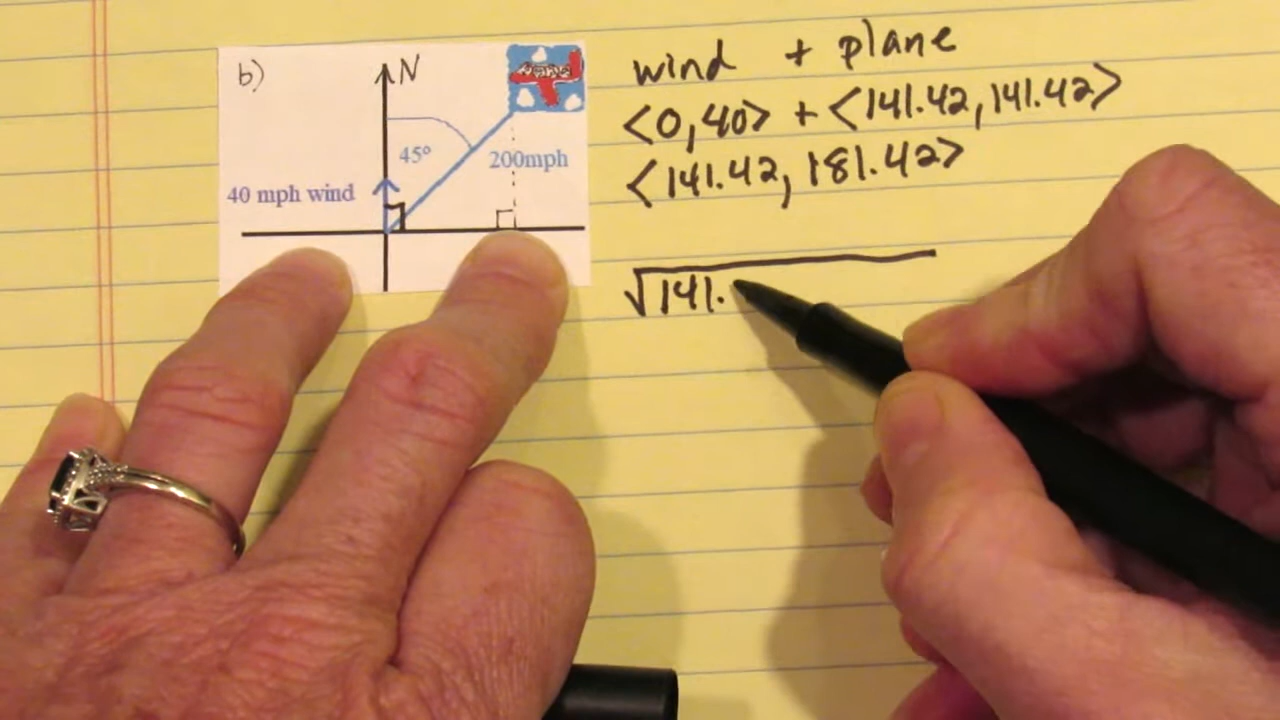 b)
N
45°
200mph
40 mph wind
wind + plane
<0,40> + <141.42, 141.42>
<141.42, 181.42>
√141.